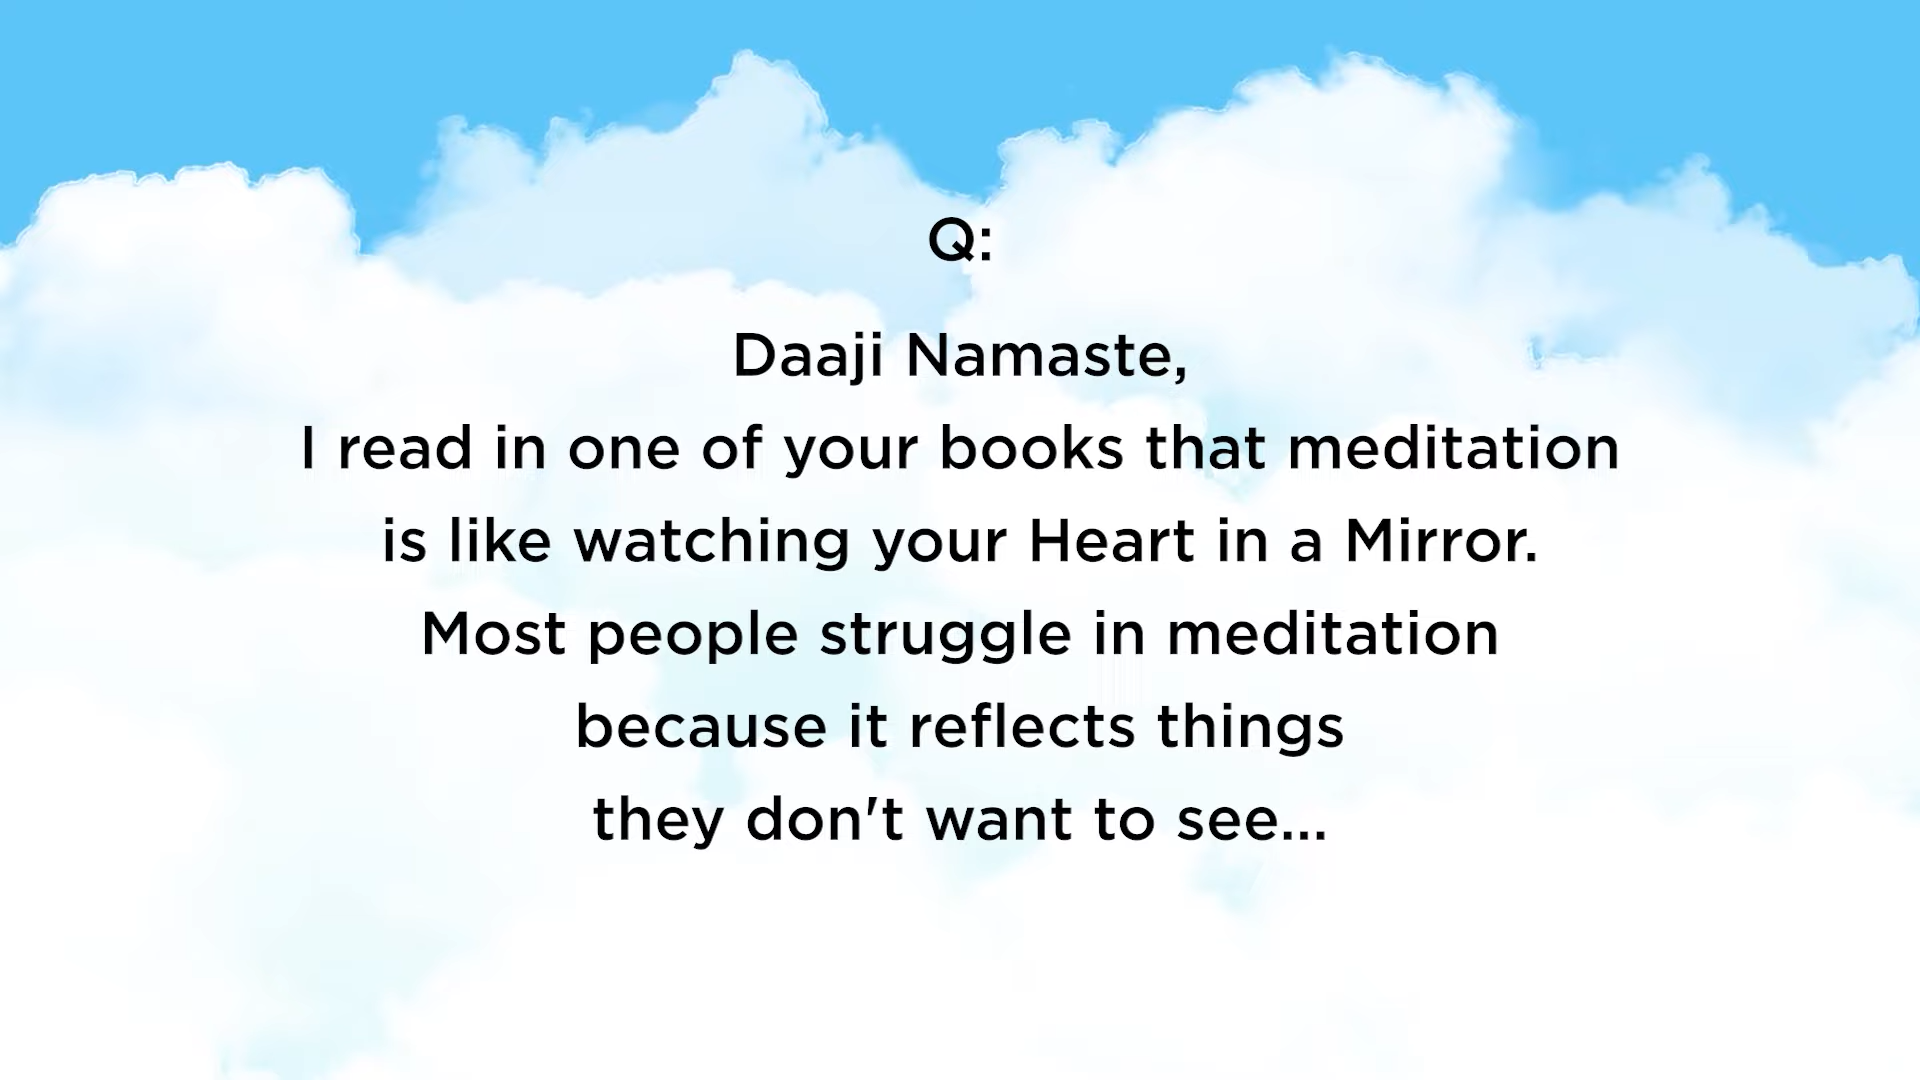 Q:
Daaji Namaste,
I read in one of your books that meditation
is like watching your Heart in a Mirror.
Most people struggle in meditation
because it reflects things
they don't want to see...